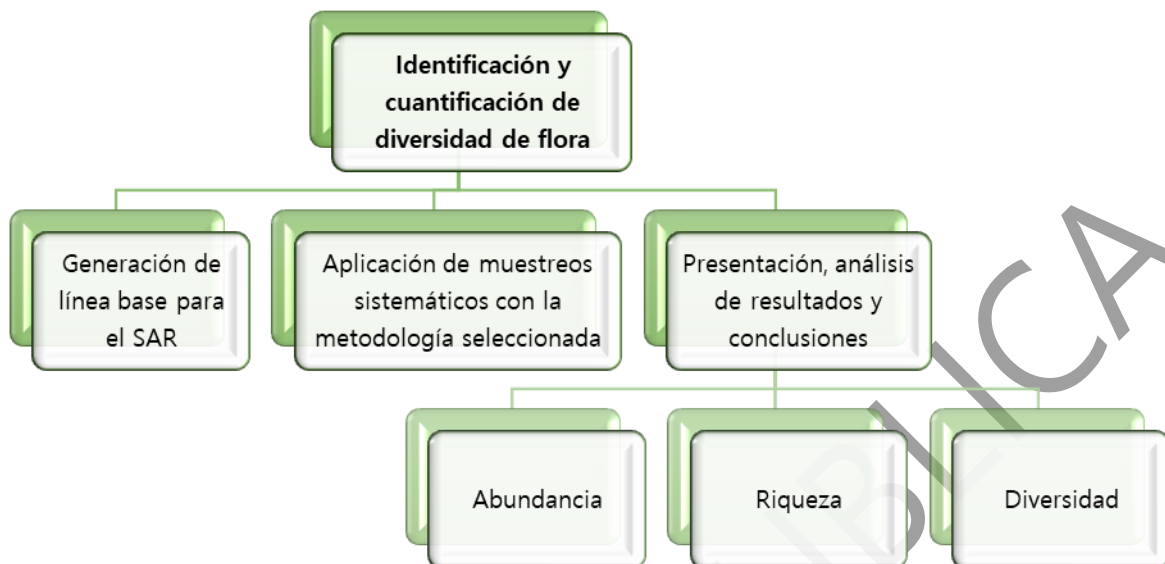 Identificación y
cuantificación de
diversidad de flora
Generación de
línea base para
el SAR
Aplicación de muestreos
sistemáticos con la
metodología seleccionada
Presentación, análisis
de resultados y
conclusiones
Abundancia
Riqueza
Diversidad
BLICA